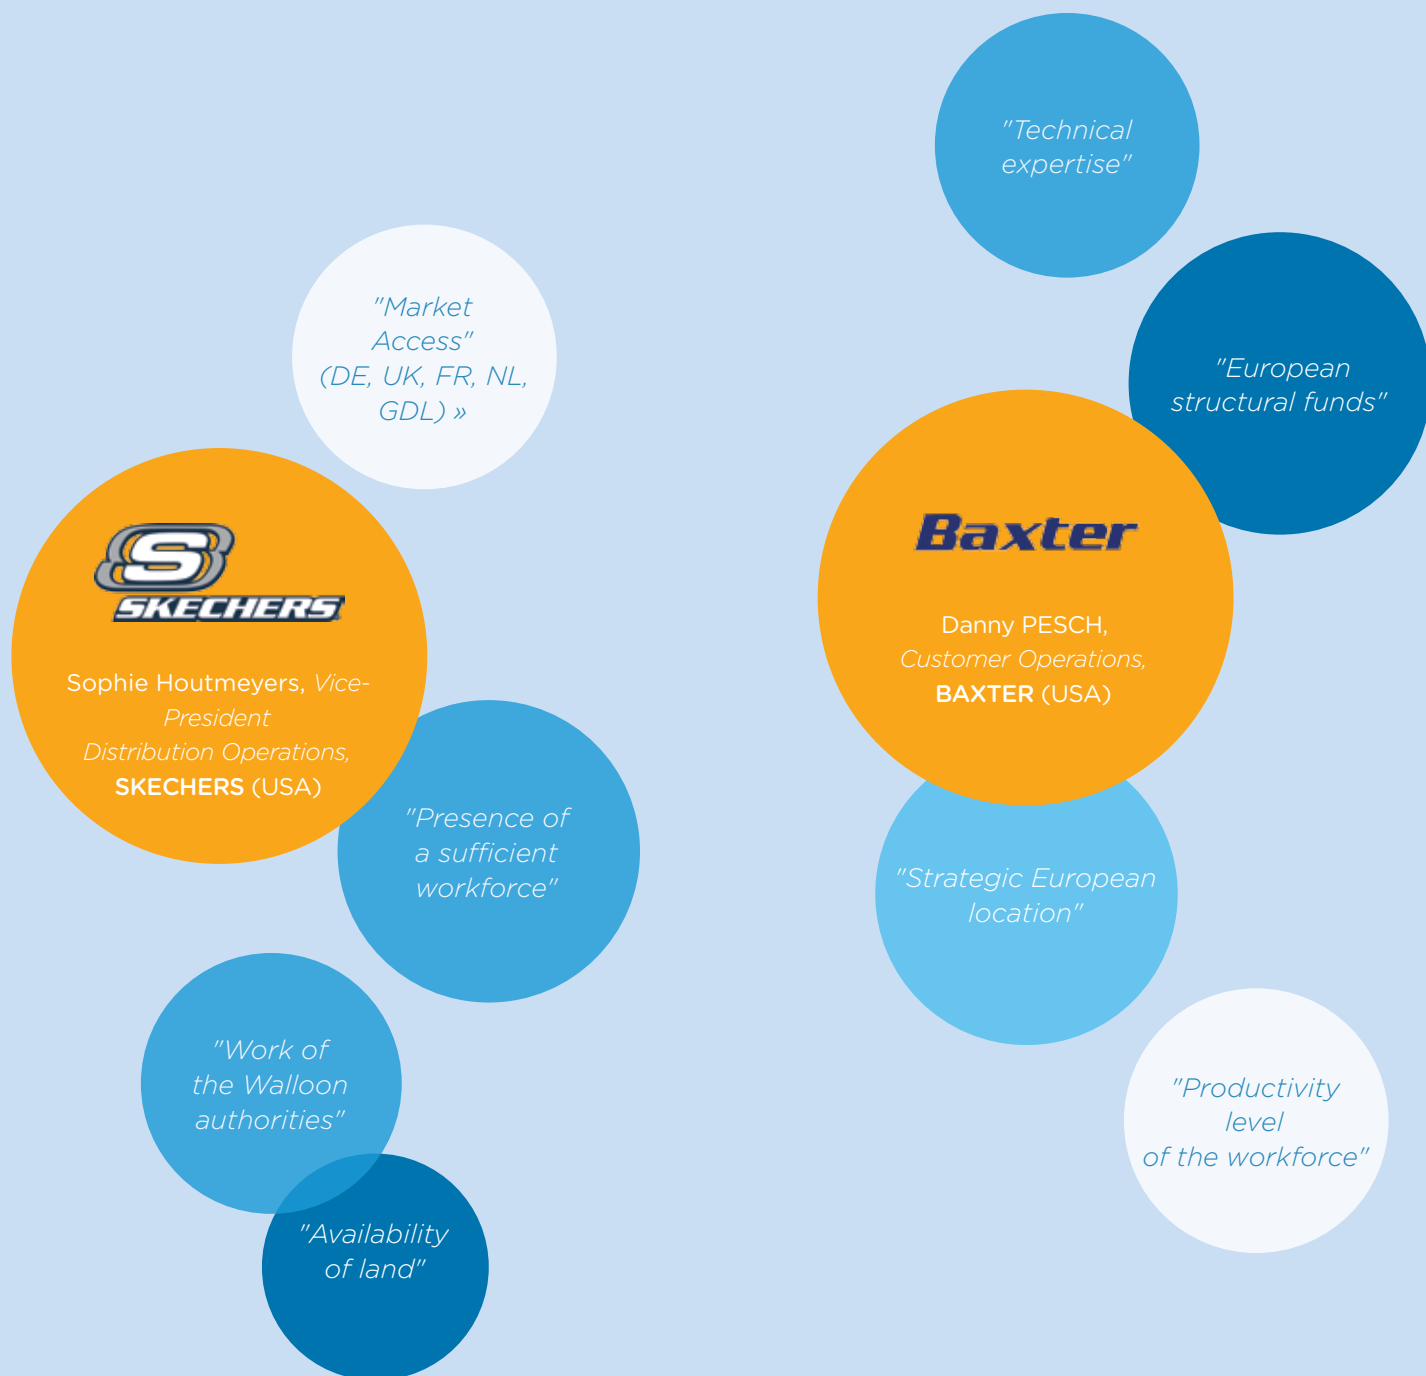 "Market
Access"
(DE, UK, FR, NL,
GDL) »
SKECHERS
Sophie Houtmeyers, Vice-
President
Distribution Operations,
SKECHERS (USA)
"Presence of
a sufficient
workforce"
"Work of
the Walloon
authorities"
"Availability
of land"
"Technical
expertise"
"European
structural funds"
Baxter
Danny PESCH,
Customer Operations,
BAXTER (USA)
"Strategic European
location"
"Productivity
level
of the workforce"